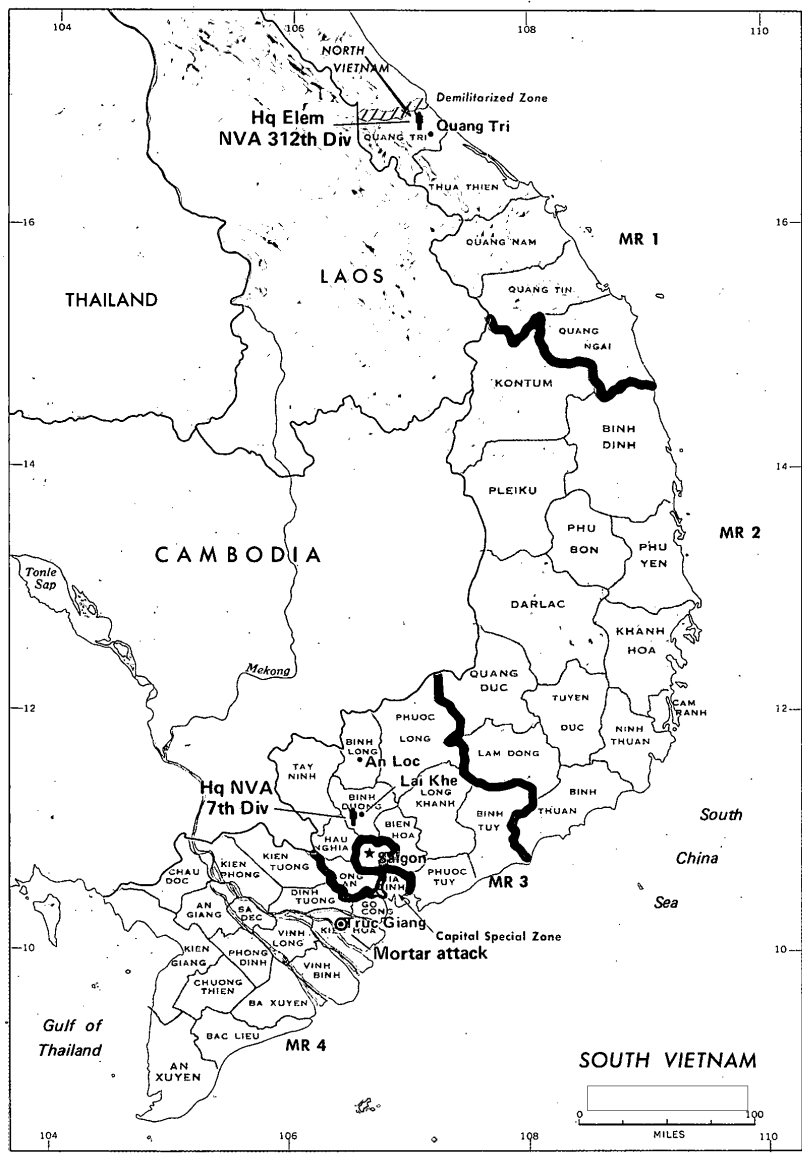 104
106
108
110
NORTH
VIETNAM
Demilitarized Zone
Hq Elem
NVA 312th Div
Quang Tri
QUANG TRI
THUA THIEN
16
16
QUANG NAM
MR 1
LAOS
THAILAND
QUANG TIN
QUANG
NGAI
KONTUM
BINH
DINH
14
14
PLEIKU
PHU
BON
PHU
YEN
MR 2
CAMBODIA
Tonle
Sap
DARLAC
KHANH
HOA
Mekong
QUANG
DUC
TUYEN
DUC
CAM
RANH
NINH
THUAN
12
12
PHUOC
LONG
BINH
LONG
An Loc
LAM DONG
TAY
NINH
Lai Khe
Hq NVA
7th Div
BINH
DUONG
LONG
KHANH
BINH
THUAN
BINH
TUY
BIEN
HOA
HAU
NGHIA
Saigon
South
China
Sea
PHUOC
TUY
MR 3
CHAU
DOC
KIEN
PHONG
KIEN
TUONG
DINH
TUONG
GO
CONG
AN
GIANG
SA
DEC
Truc Giang
KIEN HOA
Capital Special Zone
10
10
Mortar attack
VINH
LONG
KIEN
GIANG
PHONG
DINH
VINH
BINH
CHUONG
THIEN
BA XUYEN
Gulf of
Thailand
BAC LIEU
MR 4
AN
XUYEN
SOUTH VIETNAM
0
100
MILES
104
106
108
110